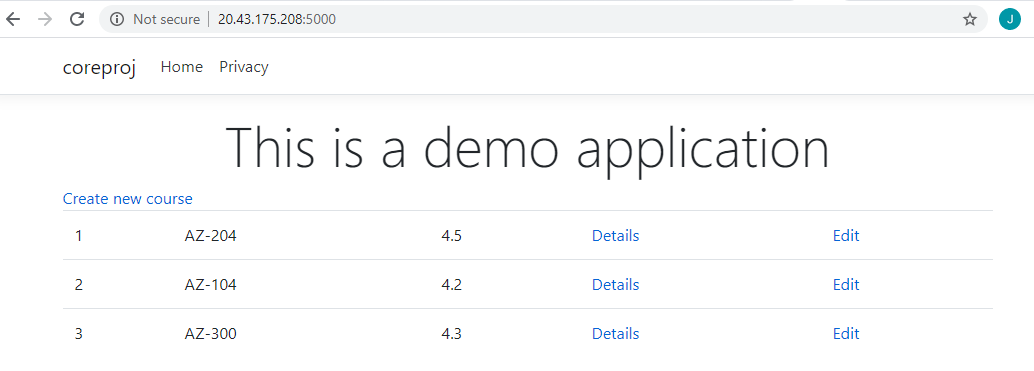 Not secure | 20.43.175.208:5000 J
coreproj Home Privacy
This is a demo application
Create new course
1 AZ-204 4.5 Details Edit
2 AZ-104 4.2 Details Edit
3 AZ-300 4.3 Details Edit